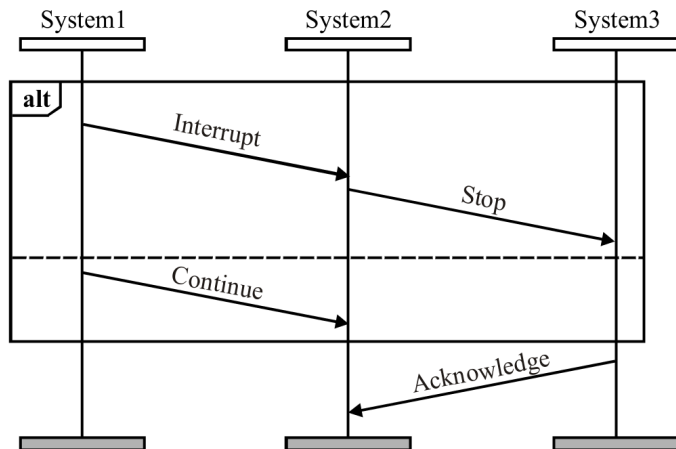 System1 System2 System3
alt
Interrupt
Stop
Continue
Acknowledge